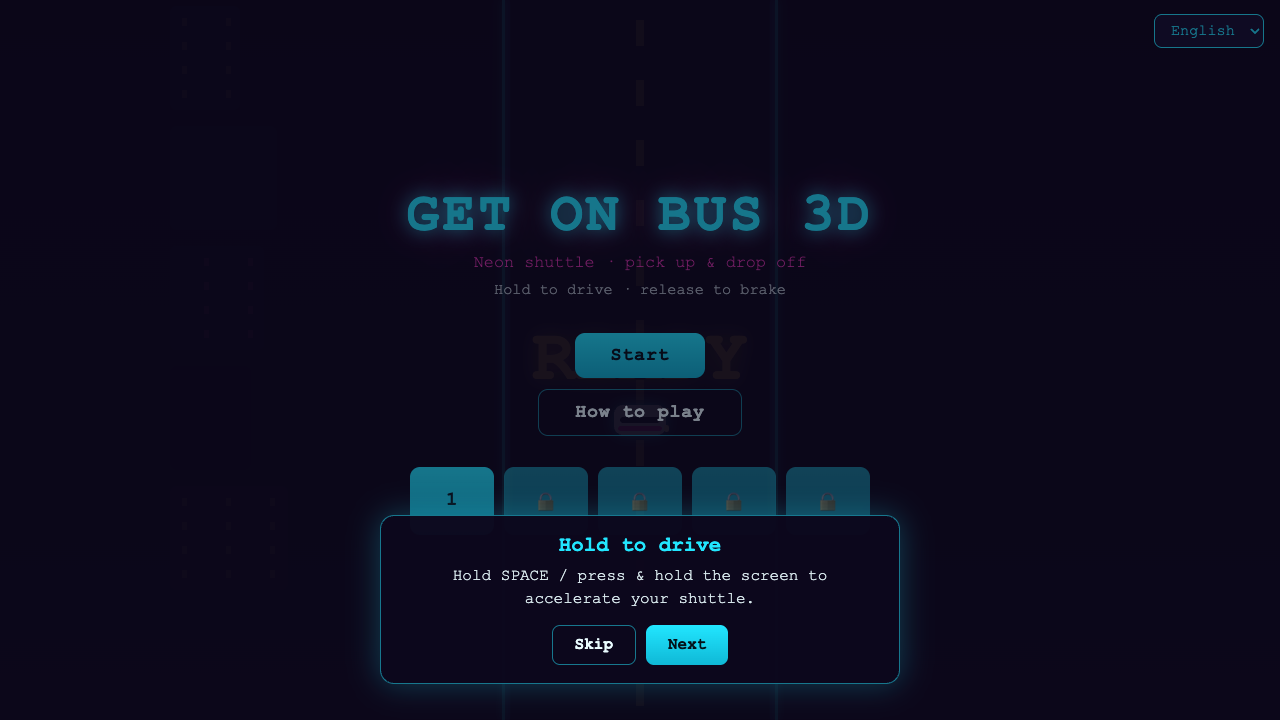 English
GET ON BUS 3D
Neon shuttle · pick up & drop off
Hold to drive · release to brake
Start
How to play
1
Hold to drive
Hold SPACE / press & hold the screen to
accelerate your shuttle.
Skip
Next